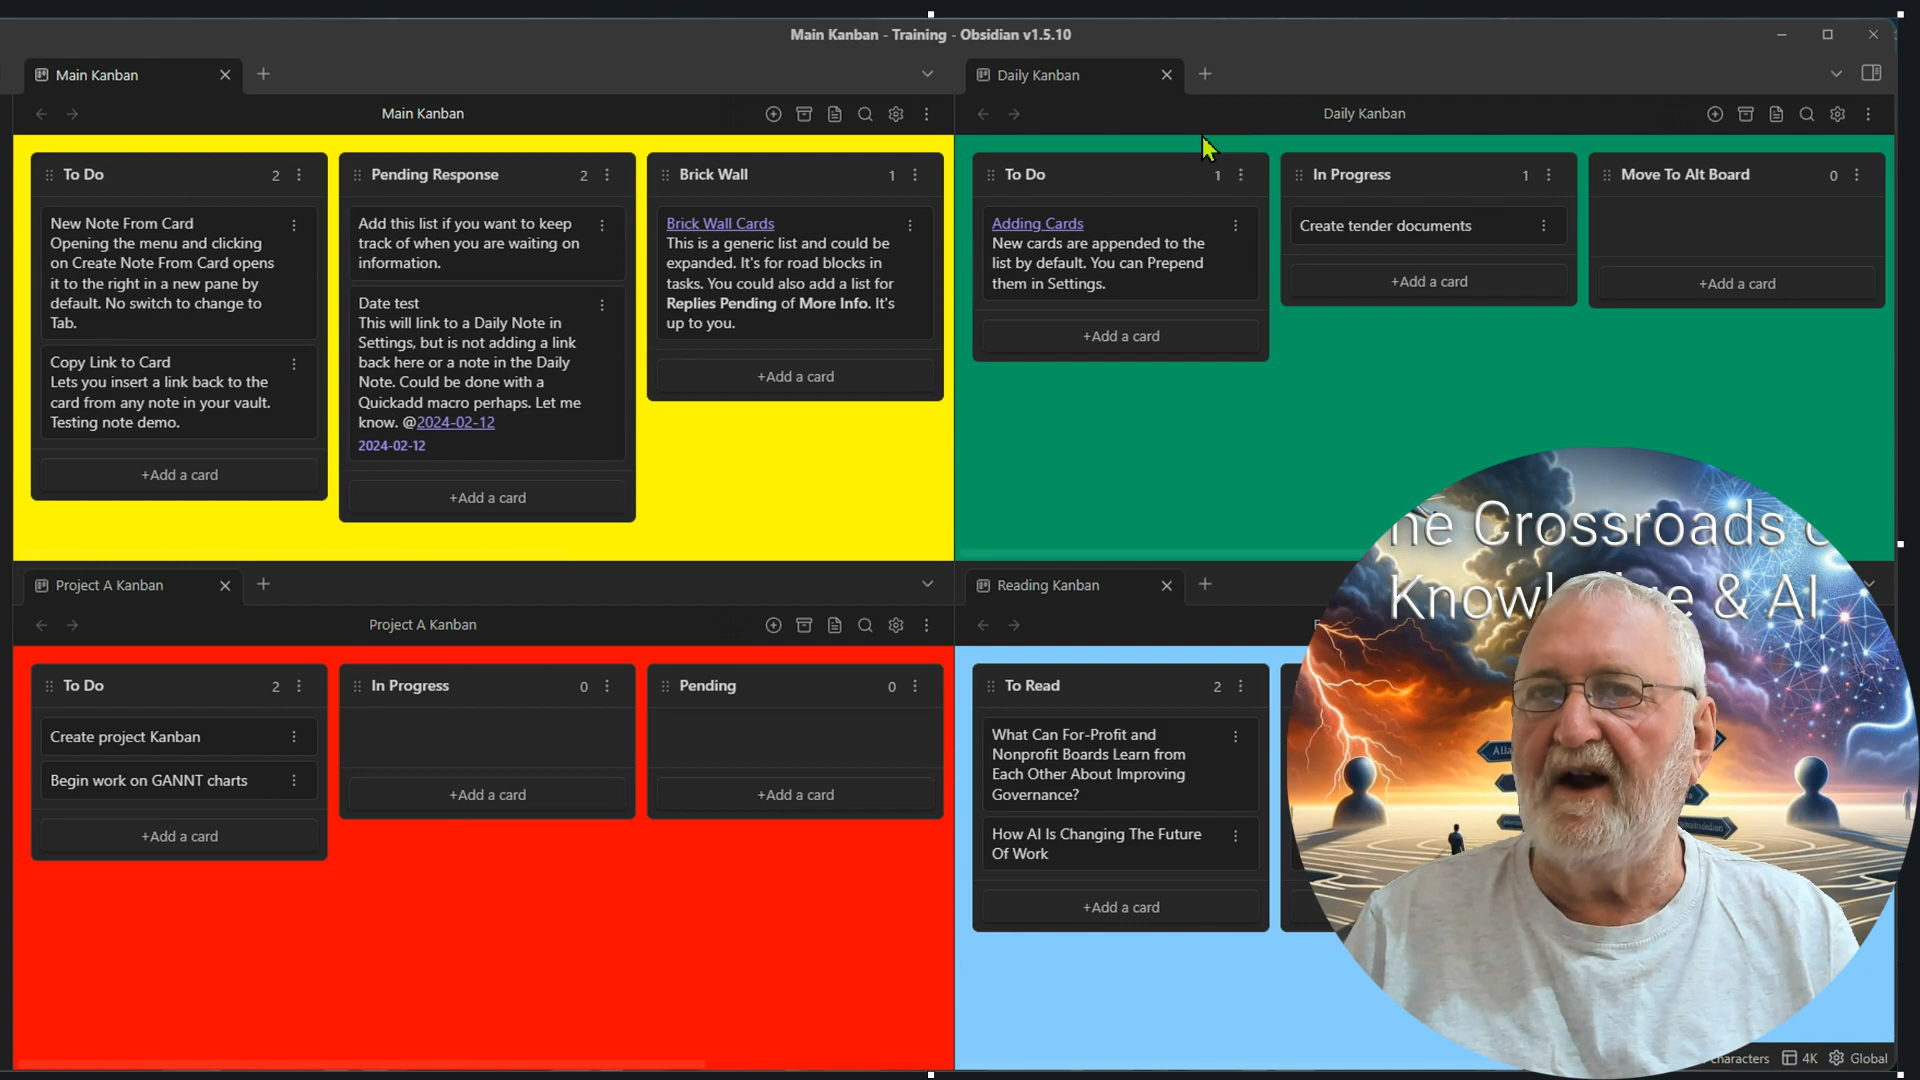 Main Kanban - Training - Obsidian v1.5.10
Main Kanban
Main Kanban
To Do
2
New Note From Card
Opening the menu and clicking
on Create Note From Card opens
it to the right in a new pane by
default. No switch to change to
Tab.
Copy Link to Card
Lets you insert a link back to the
card from any note in your vault.
Testing note demo.
+Add a card
Pending Response
2
Add this list if you want to keep
track of when you are waiting on
information.
Date test
This will link to a Daily Note in
Settings, but is not adding a link
back here or a note in the Daily
Note. Could be done with a
Quickadd macro perhaps. Let me
know. @2024-02-12
2024-02-12
+Add a card
Brick Wall
1
Brick Wall Cards
This is a generic list and could be
expanded. It's for road blocks in
tasks. You could also add a list for
Replies Pending of More Info. It's
up to you.
+Add a card
Daily Kanban
Daily Kanban
To Do
1
Adding Cards
New cards are appended to the
list by default. You can Prepend
them in Settings.
+Add a card
In Progress
1
Create tender documents
+Add a card
Move To Alt Board
0
+Add a card
Project A Kanban
Project A Kanban
To Do
2
Create project Kanban
Begin work on GANNT charts
+Add a card
In Progress
0
+Add a card
Pending
0
+Add a card
Reading Kanban
To Read
2
What Can For-Profit and
Nonprofit Boards Learn from
Each Other About Improving
Governance?
How AI Is Changing The Future
Of Work
+Add a card
Crossroads
& AI
characters
4K
Global